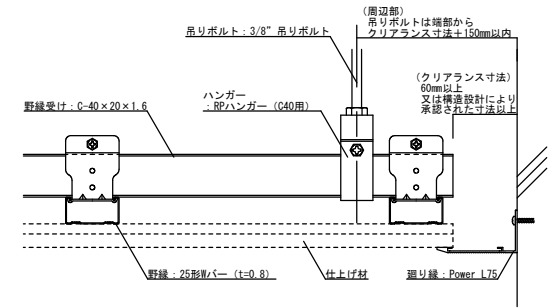 (周辺部)
吊りボルトは端部から
クリアランス寸法+150mm以内
吊りボルト:3/8" 吊りボルト
(クリアランス寸法)
60mm以上
又は構造設計により
承認された寸法以上
ハンガー
:RPハンガー (C40用)
野縁受け:C-40×20×1.6
野縁:25形Wバー (t=0.8)
仕上げ材
廻り縁:Power L75